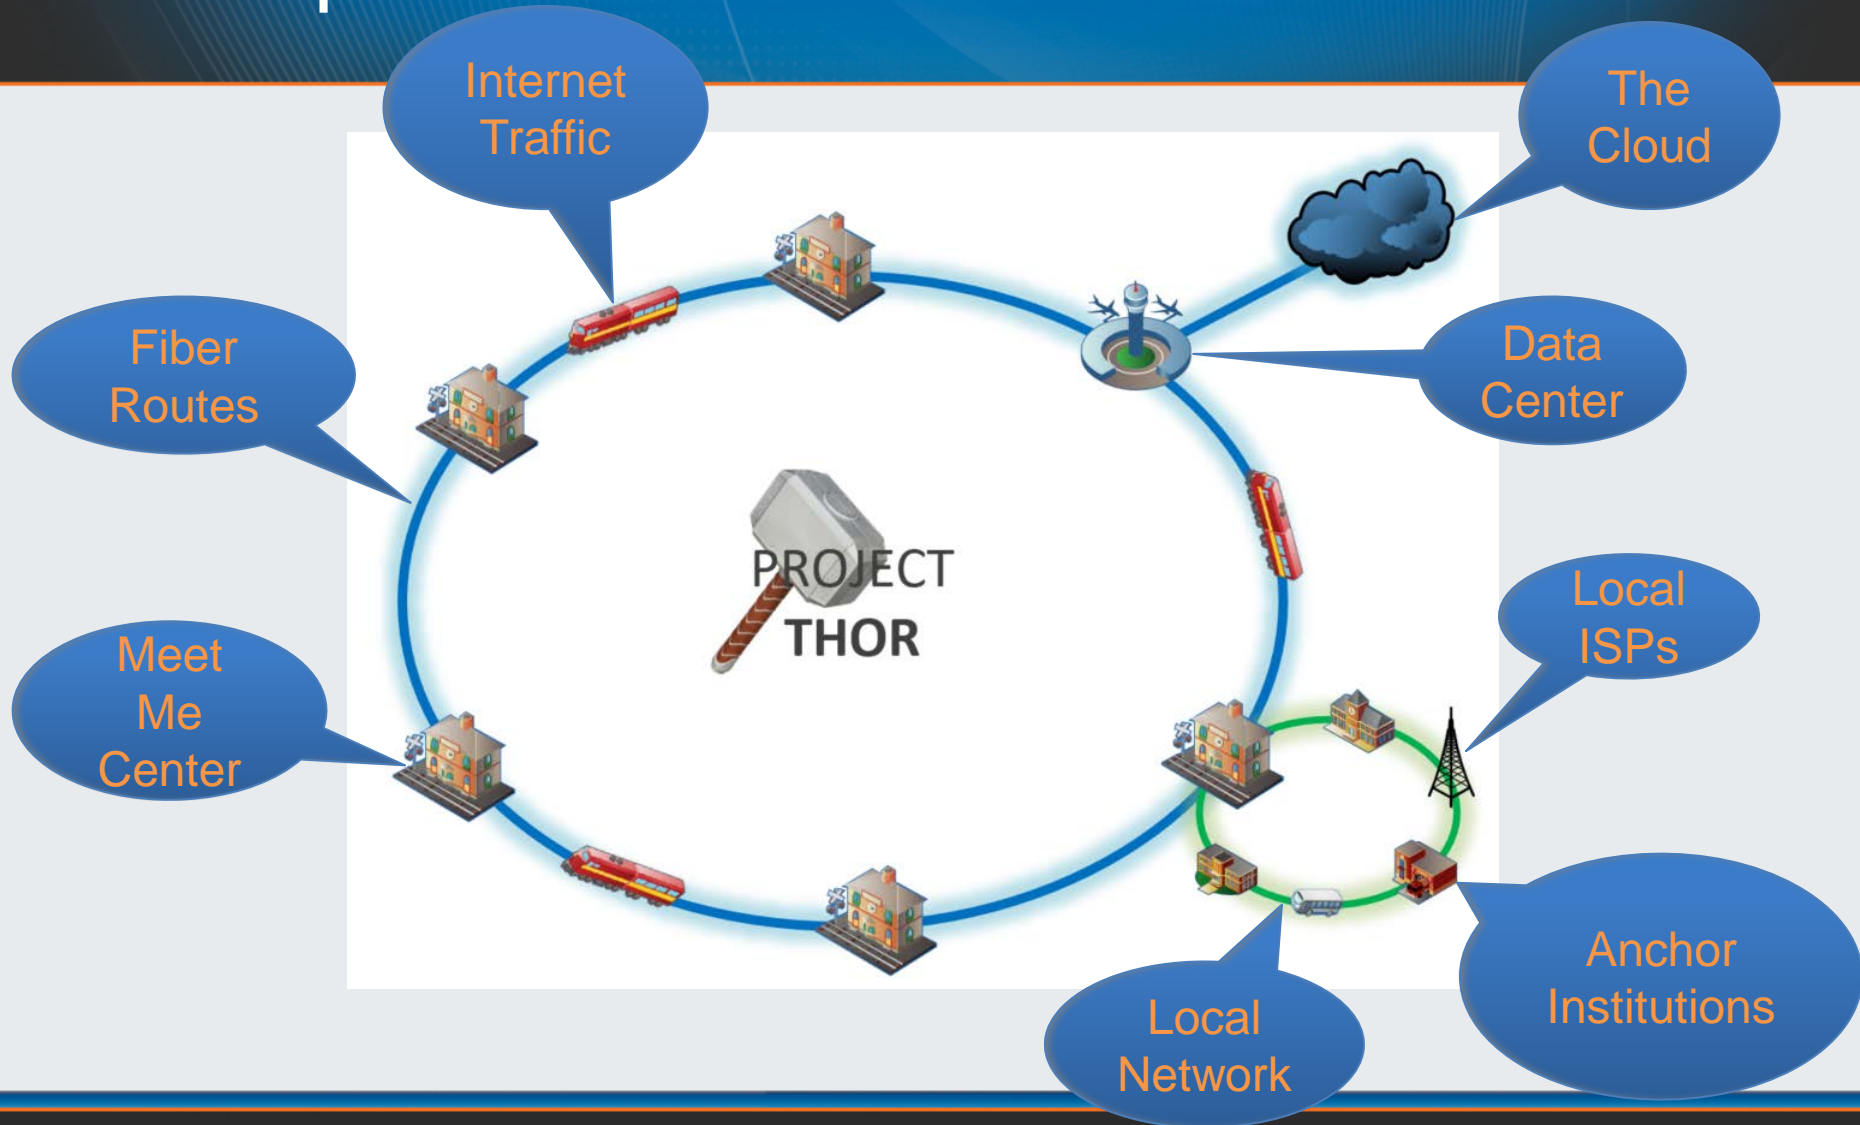 Internet
Traffic
The
Cloud
Fiber
Routes
Data
Center
PROJECT
THOR
Local
ISPs
Meet
Me
Center
Anchor
Institutions
Local
Network